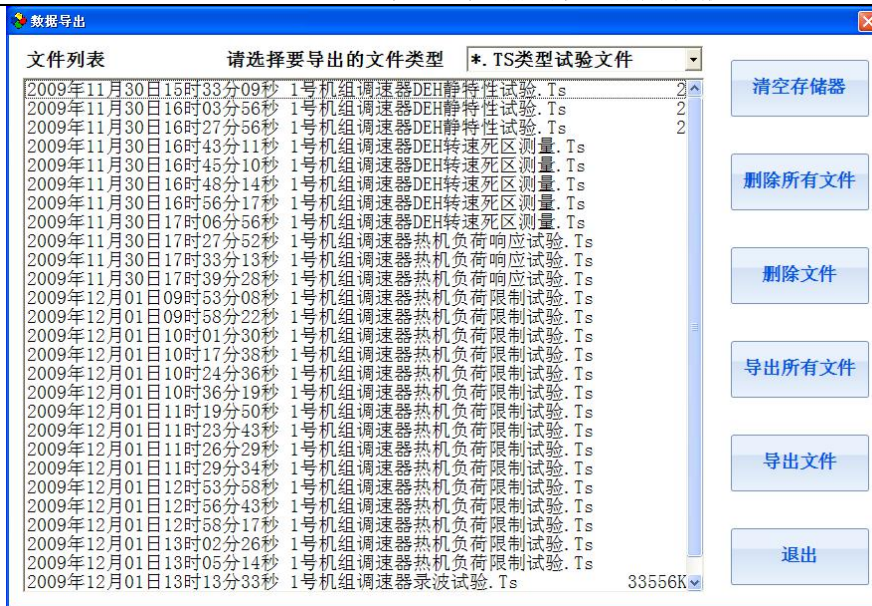 数据导出
文件列表 请选择要导出的文件类型 *.TS类型试验文件
2009年11月30日15时33分09秒 1号机组调速器DEH静特性试验.Ts 2
2009年11月30日16时03分56秒 1号机组调速器DEH静特性试验.Ts 2
2009年11月30日16时27分56秒 1号机组调速器DEH静特性试验.Ts 2
2009年11月30日16时43分11秒 1号机组调速器DEH转速死区测量.Ts
2009年11月30日16时45分10秒 1号机组调速器DEH转速死区测量.Ts
2009年11月30日16时48分14秒 1号机组调速器DEH转速死区测量.Ts
2009年11月30日16时56分17秒 1号机组调速器DEH转速死区测量.Ts
2009年11月30日17时06分56秒 1号机组调速器DEH转速死区测量.Ts
2009年11月30日17时27分52秒 1号机组调速器热机负荷响应试验.Ts
2009年11月30日17时33分13秒 1号机组调速器热机负荷响应试验.Ts
2009年11月30日17时39分28秒 1号机组调速器热机负荷响应试验.Ts
2009年12月01日09时53分08秒 1号机组调速器热机负荷限制试验.Ts
2009年12月01日09时58分22秒 1号机组调速器热机负荷限制试验.Ts
2009年12月01日10时01分30秒 1号机组调速器热机负荷限制试验.Ts
2009年12月01日10时17分38秒 1号机组调速器热机负荷限制试验.Ts
2009年12月01日10时24分36秒 1号机组调速器热机负荷限制试验.Ts
2009年12月01日10时36分19秒 1号机组调速器热机负荷限制试验.Ts
2009年12月01日11时19分50秒 1号机组调速器热机负荷限制试验.Ts
2009年12月01日11时23分43秒 1号机组调速器热机负荷限制试验.Ts
2009年12月01日11时26分29秒 1号机组调速器热机负荷限制试验.Ts
2009年12月01日11时29分34秒 1号机组调速器热机负荷限制试验.Ts
2009年12月01日12时53分58秒 1号机组调速器热机负荷限制试验.Ts
2009年12月01日12时56分43秒 1号机组调速器热机负荷限制试验.Ts
2009年12月01日12时58分17秒 1号机组调速器热机负荷限制试验.Ts
2009年12月01日13时02分26秒 1号机组调速器热机负荷限制试验.Ts
2009年12月01日13时05分14秒 1号机组调速器热机负荷限制试验.Ts
2009年12月01日13时13分33秒 1号机组调速器录波试验.Ts 33556K
清空存储器
删除所有文件
删除文件
导出所有文件
导出文件
退出